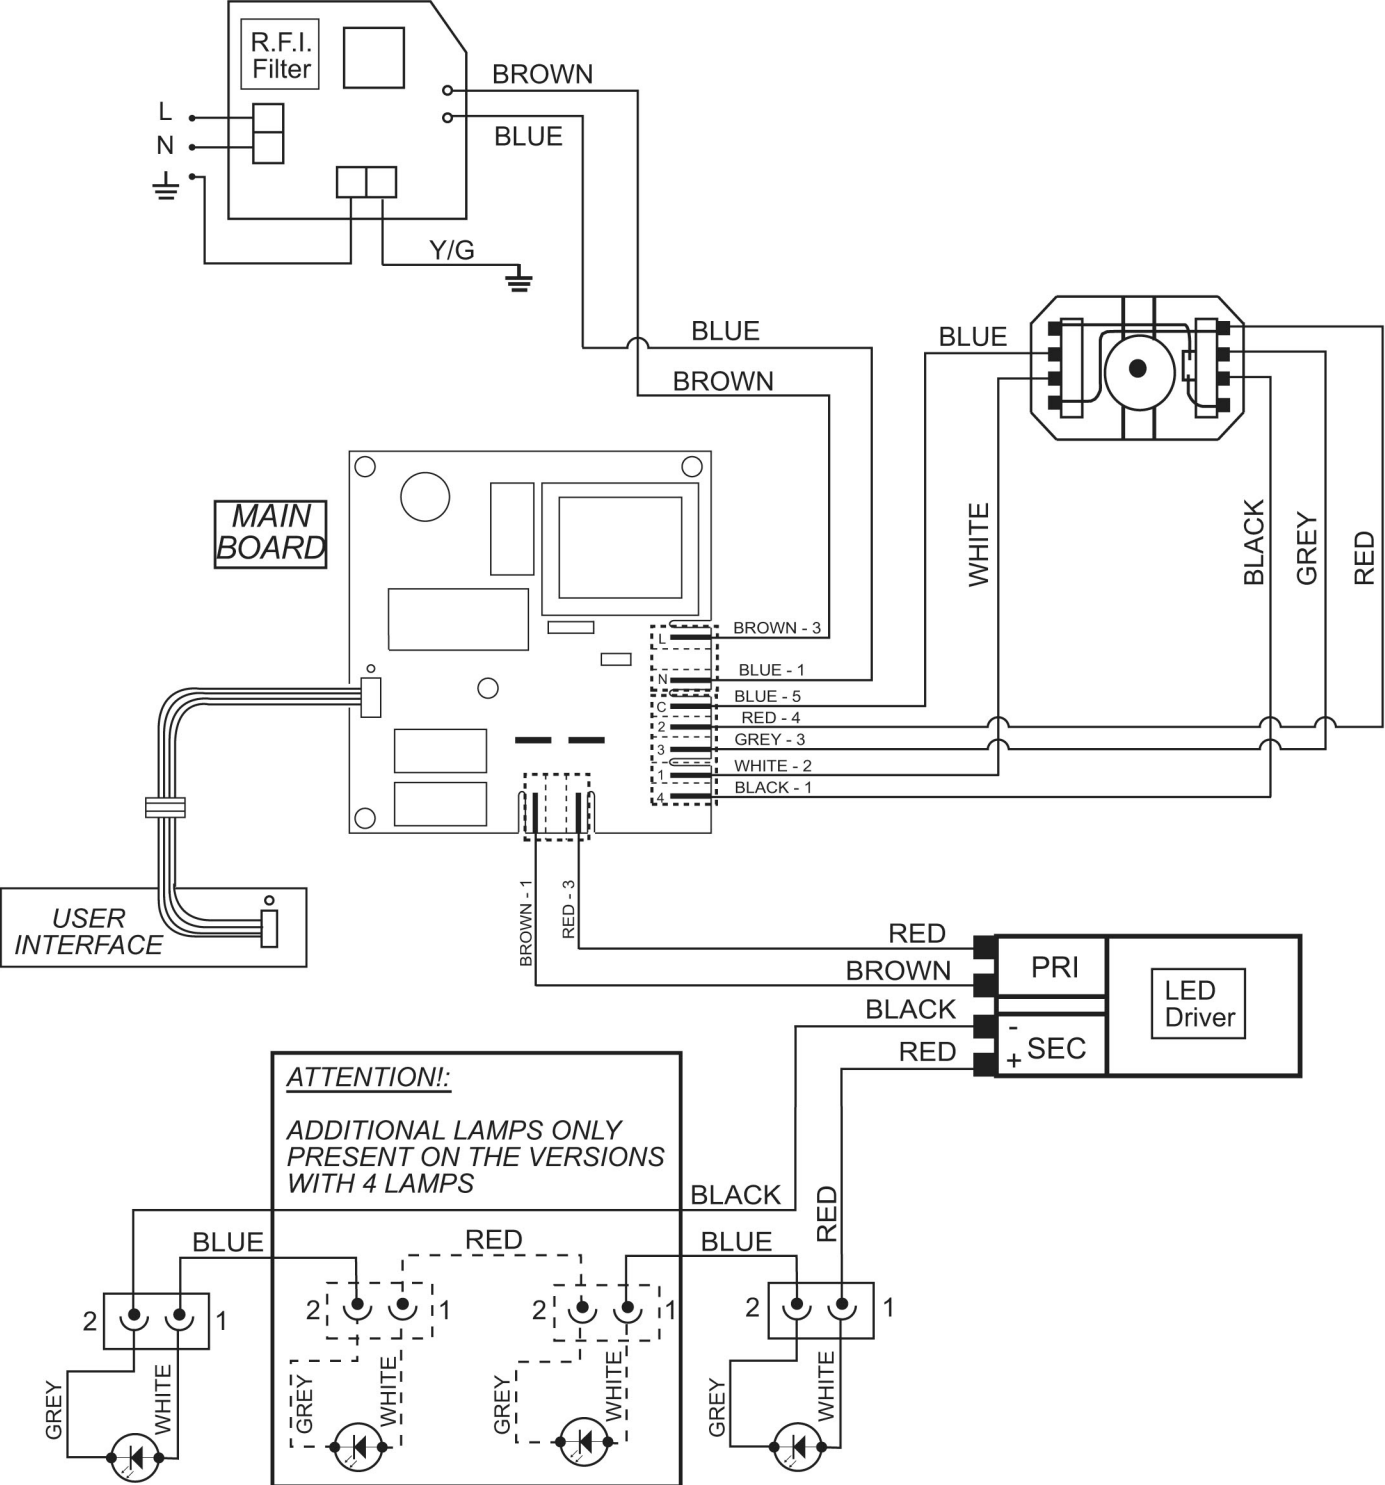 R.F.I.
Filter
BROWN
L
BLUE
N
Y/G
BLUE
BLUE
BROWN
MAIN
BOARD
WHITE
BLACK
GREY
RED
L
BROWN - 3
N
BLUE - 1
C
BLUE - 5
2
RED - 4
3
GREY - 3
1
WHITE - 2
4
BLACK - 1
BROWN - 1
RED - 3
USER
INTERFACE
RED
BROWN
BLACK
RED
PRI
- 
+
SEC
LED
Driver
ATTENTION!:
ADDITIONAL LAMPS ONLY
PRESENT ON THE VERSIONS
WITH 4 LAMPS
BLACK
RED
BLUE
RED
BLUE
2
1
2
1
2
1
2
1
GREY
WHITE
GREY
WHITE
GREY
WHITE
GREY
WHITE